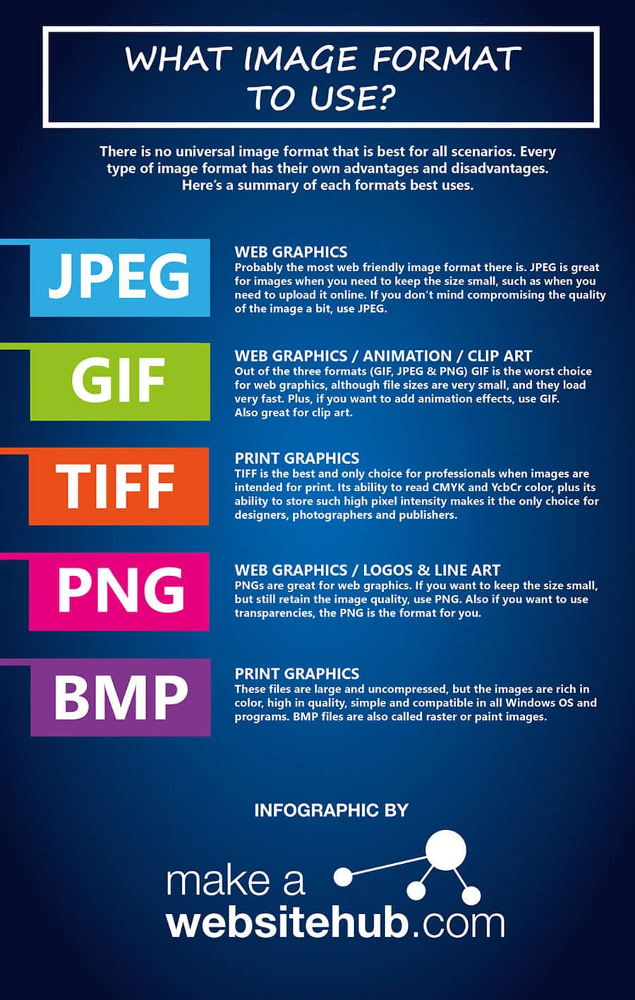 WHAT IMAGE FORMAT
TO USE?
There is no universal image format that is best for all scenarios. Every
type of image format has their own advantages and disadvantages.
Here's a summary of each formats best uses.
JPEG
WEB GRAPHICS
Probably the most web friendly image format there is. JPEG is great
for images when you need to keep the size small, such as when you
need to upload it online. If you don't mind compromising the quality
of the image a bit, use JPEG.
GIF
WEB GRAPHICS / ANIMATION / CLIP ART
Out of the three formats (GIF, JPEG & PNG) GIF is the worst choice
for web graphics, although file sizes are very small, and they load
very fast. Plus, if you want to add animation effects, use GIF.
Also great for clip art.
TIFF
PRINT GRAPHICS
TIFF is the best and only choice for professionals when images are
intended for print. Its ability to read CMYK and YcbCr color, plus its
ability to store such high pixel intensity makes it the only choice for
designers, photographers and publishers.
PNG
WEB GRAPHICS / LOGOS & LINE ART
PNGs are great for web graphics. If you want to keep the size small,
but still retain the image quality, use PNG. Also if you want to use
transparencies, the PNG is the format for you.
BMP
PRINT GRAPHICS
These files are large and uncompressed, but the images are rich in
color, high in quality, simple and compatible in all Windows OS and
programs. BMP files are also called raster or paint images.
INFOGRAPHIC BY
make a
websitehub.com